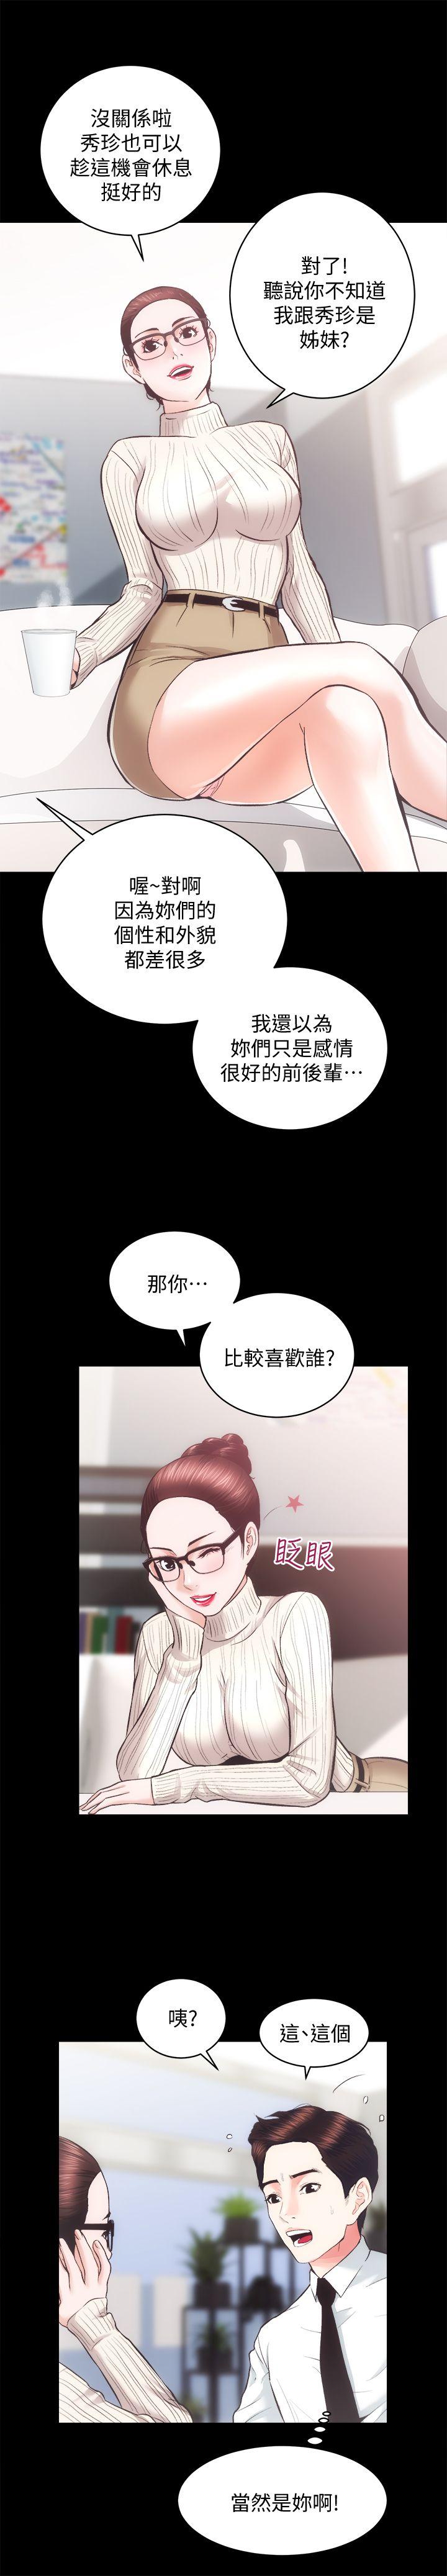 沒關係啦
秀珍也可以
趁這機會休息
挺好的
對了!
聽說你不知道
我跟秀珍是
姊妹?
喔~對啊
因為妳們的
個性和外貌
都差很多
我還以為
妳們只是感情
很好的前後輩…
那你…
比較喜歡誰?
眨眼
咦?
這、這個
當然是妳啊!